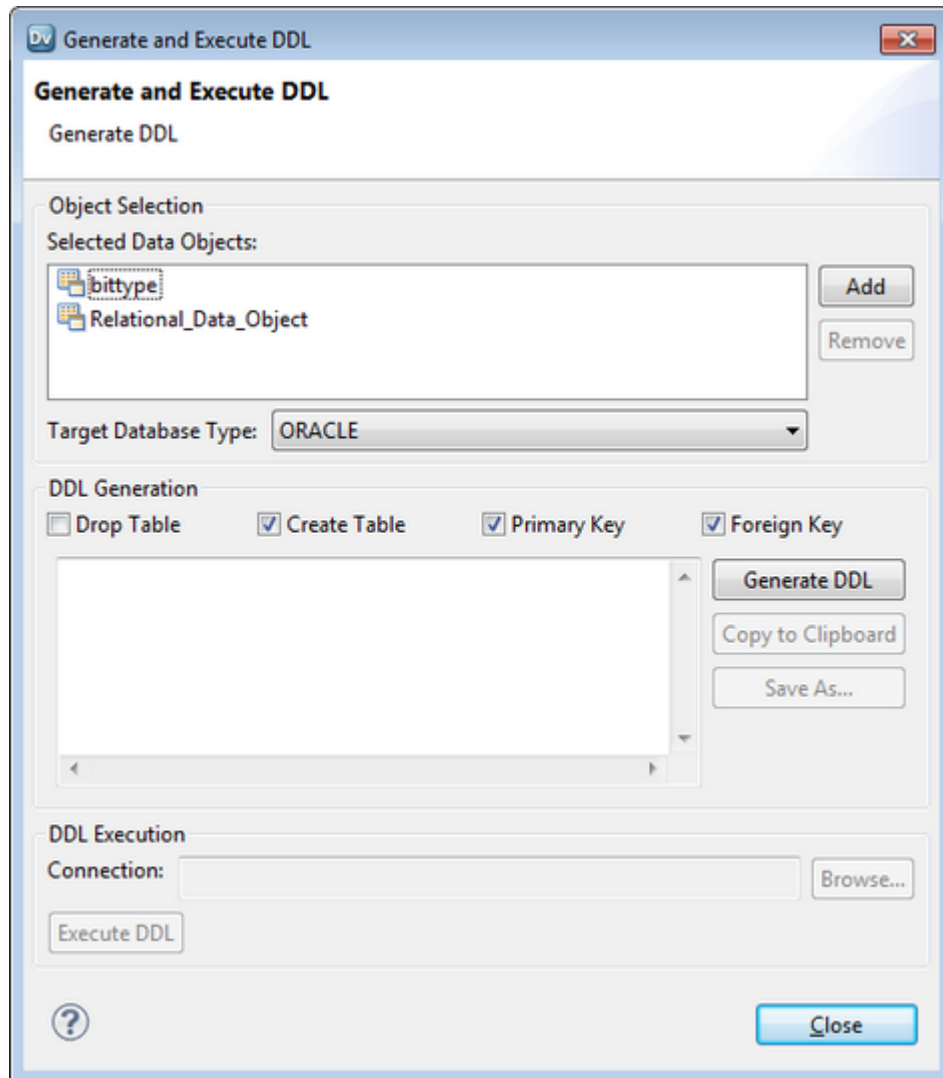 Dv Generate and Execute DDL
Generate and Execute DDL
Generate DDL
Object Selection
Selected Data Objects:
bittype
Add
Relational_Data_Object
Remove
Target Database Type: ORACLE
DDL Generation
Drop Table Create Table Primary Key Foreign Key
Generate DDL
Copy to Clipboard
Save As...
DDL Execution
Connection:
Browse...
Execute DDL
?
Close